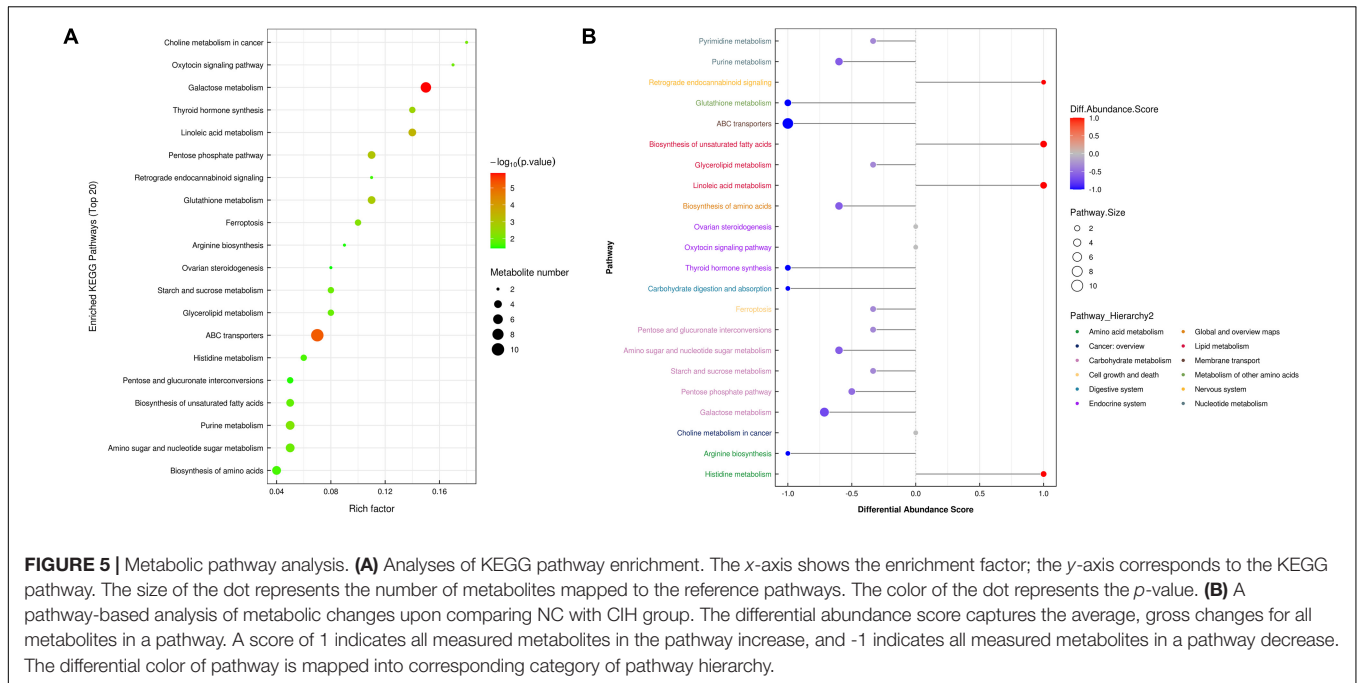 A
Enriched KEGG Pathways (Top 20)
Choline metabolism in cancer
Oxytocin signaling pathway
Galactose metabolism
Thyroid hormone synthesis
Linoleic acid metabolism
Pentose phosphate pathway
Retrograde endocannabinoid signaling
Glutathione metabolism
Ferroptosis
Arginine biosynthesis
Ovarian steroidogenesis
Starch and sucrose metabolism
Glycerolipid metabolism
ABC transporters
Histidine metabolism
Pentose and glucuronate interconversions
Biosynthesis of unsaturated fatty acids
Purine metabolism
Amino sugar and nucleotide sugar metabolism
Biosynthesis of amino acids
0.04 0.08 0.12 0.16
Rich factor
−log10(p.value)
5
4
3
2
Metabolite number
2
4
6
8
10
B
Pathway
Pyrimidine metabolism
Purine metabolism
Retrograde endocannabinoid signaling
Glutathione metabolism
ABC transporters
Biosynthesis of unsaturated fatty acids
Glycerolipid metabolism
Linoleic acid metabolism
Biosynthesis of amino acids
Ovarian steroidogenesis
Oxytocin signaling pathway
Thyroid hormone synthesis
Carbohydrate digestion and absorption
Ferroptosis
Pentose and glucuronate interconversions
Amino sugar and nucleotide sugar metabolism
Starch and sucrose metabolism
Pentose phosphate pathway
Galactose metabolism
Choline metabolism in cancer
Arginine biosynthesis
Histidine metabolism
-1.0 -0.5 0.0 0.5 1.0
Differential Abundance Score
Diff.Abundance.Score
1.0
0.5
0.0
-0.5
-1.0
Pathway.Size
2
4
6
8
10
Pathway_Hierarchy2
Amino acid metabolism
Cancer: overview
Carbohydrate metabolism
Cell growth and death
Digestive system
Endocrine system
Global and overview maps
Lipid metabolism
Membrane transport
Metabolism of other amino acids
Nervous system
Nucleotide metabolism
FIGURE 5 | Metabolic pathway analysis. (A) Analyses of KEGG pathway enrichment. The x-axis shows the enrichment factor; the y-axis corresponds to the KEGG
pathway. The size of the dot represents the number of metabolites mapped to the reference pathways. The color of the dot represents the p-value. (B) A
pathway-based analysis of metabolic changes upon comparing NC with CIH group. The differential abundance score captures the average, gross changes for all
metabolites in a pathway. A score of 1 indicates all measured metabolites in the pathway increase, and -1 indicates all measured metabolites in a pathway decrease.
The differential color of pathway is mapped into corresponding category of pathway hierarchy.